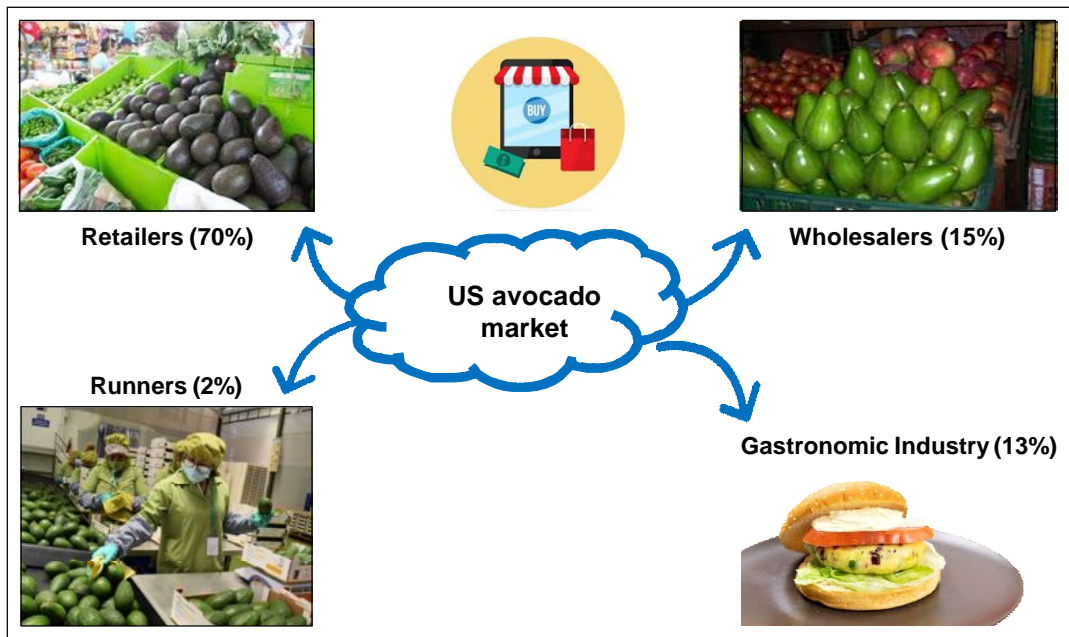 BUY
Retailers (70%)
Wholesalers (15%)
US avocado
market
Runners (2%)
Gastronomic Industry (13%)